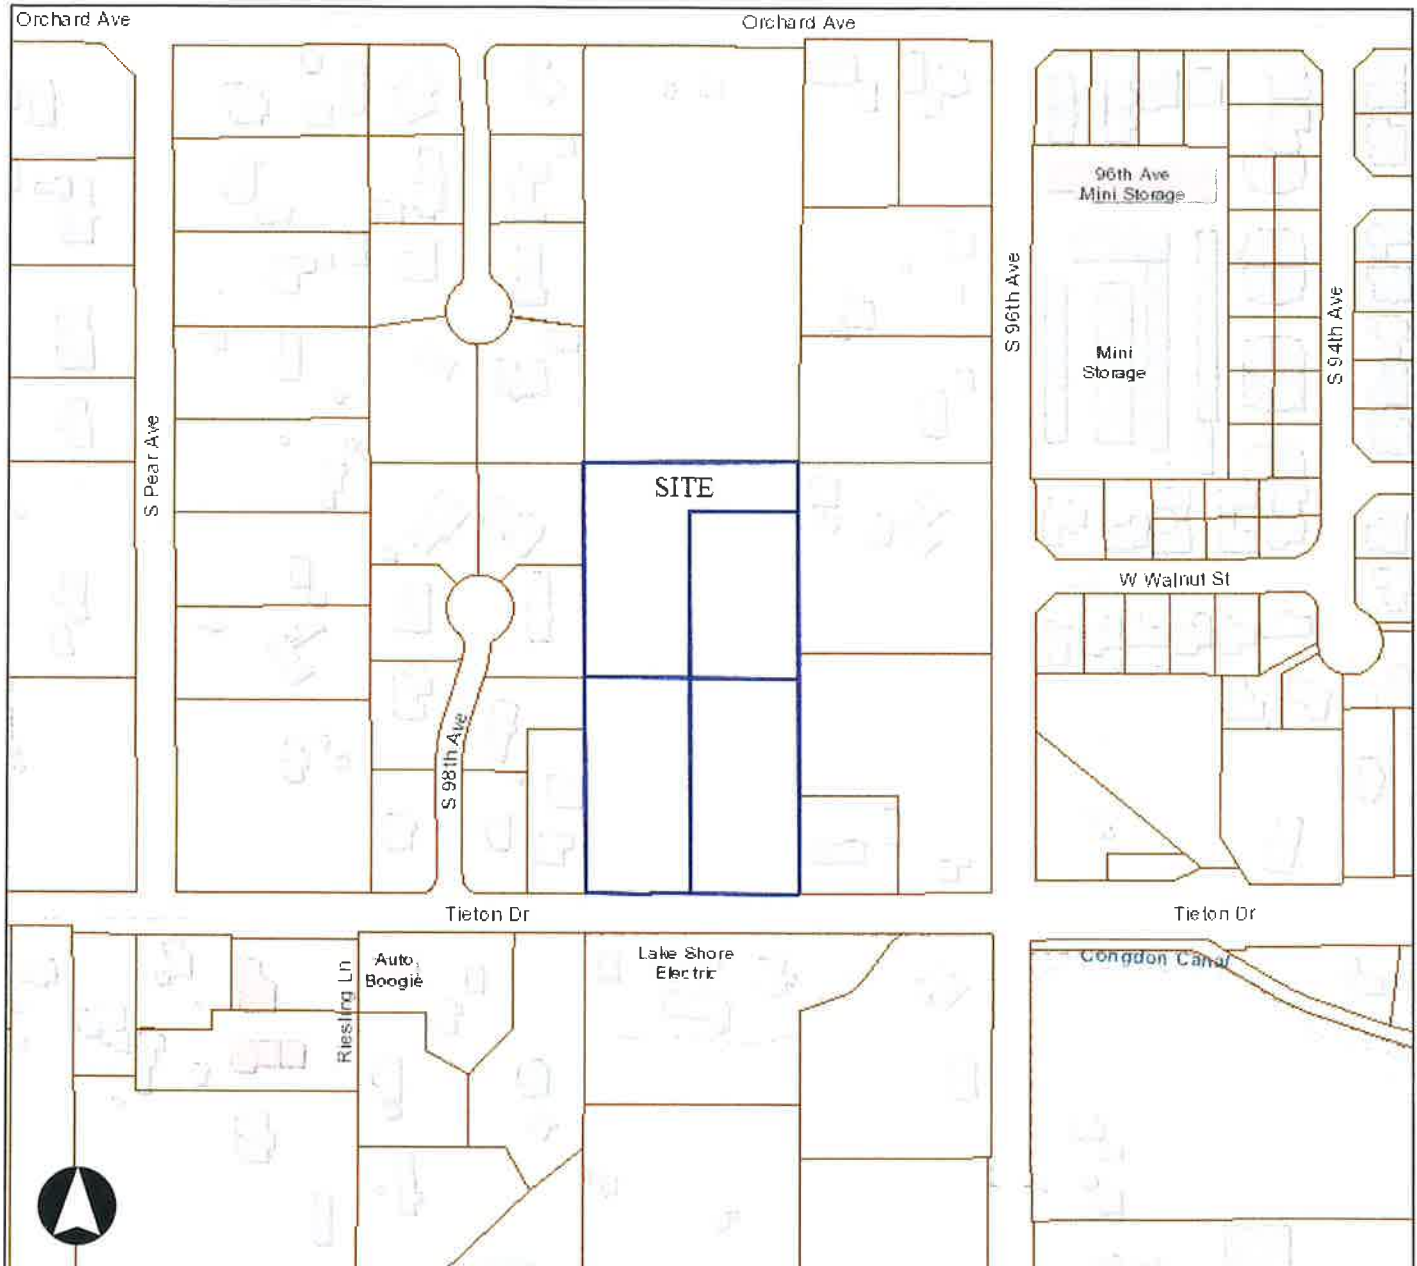 Orchard Ave
Orchard Ave
96th Ave
Mini Storage
S 96th Ave
S 94th Ave
Mini
Storage
S Pear Ave
SITE
W Walnut St
S 98th Ave
Tieton Dr
Tieton Dr
Auto
Boogie
Riesling Ln
Lake Shore
Electric
Congdon Canal